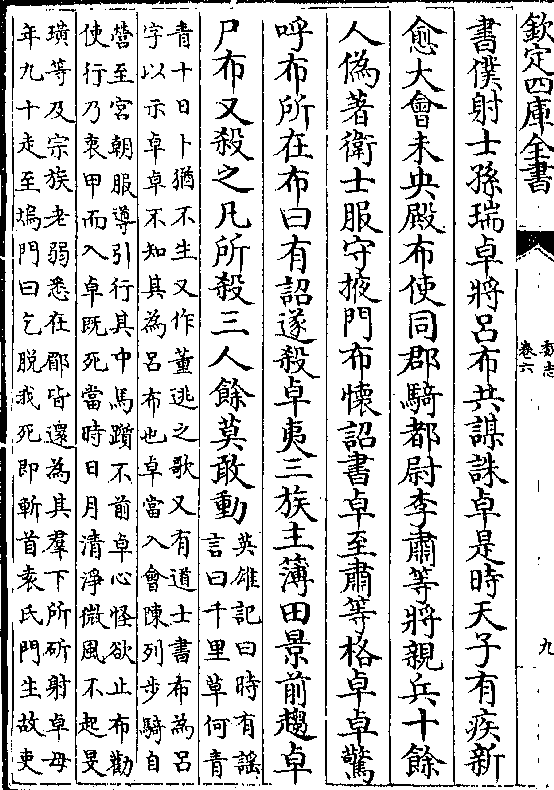 欽定四庫全書
魏志
卷六
九
書僕射士孫瑞卓將呂布共謀誅卓是時天子有疾新
愈大會未央殿布使同郡騎都尉李肅等將親兵十餘
人偽著衛士服守掖門布懷詔書卓至肅等格卓卓驚
呼布所在布曰有詔遂殺卓夷三族主薄田景前趨卓
尸布又殺之凡所殺三人餘莫敢動
英雄記曰時有謡
言曰千里草何青
青十日卜猶不生又作董逃之歌又有道士書布為呂
字以示卓卓不知其為呂布也卓當入會陳列步騎自
營至宫朝服導引行其中馬躓不前卓心怪欲止布勸
使行乃衷甲而入卓既死當時日月清淨微風不起旻
璜等及宗族老弱悉在郿皆還為其羣下所斫射卓母
年九十走至塢門曰乞脫我死即斬首袁氏門生故吏